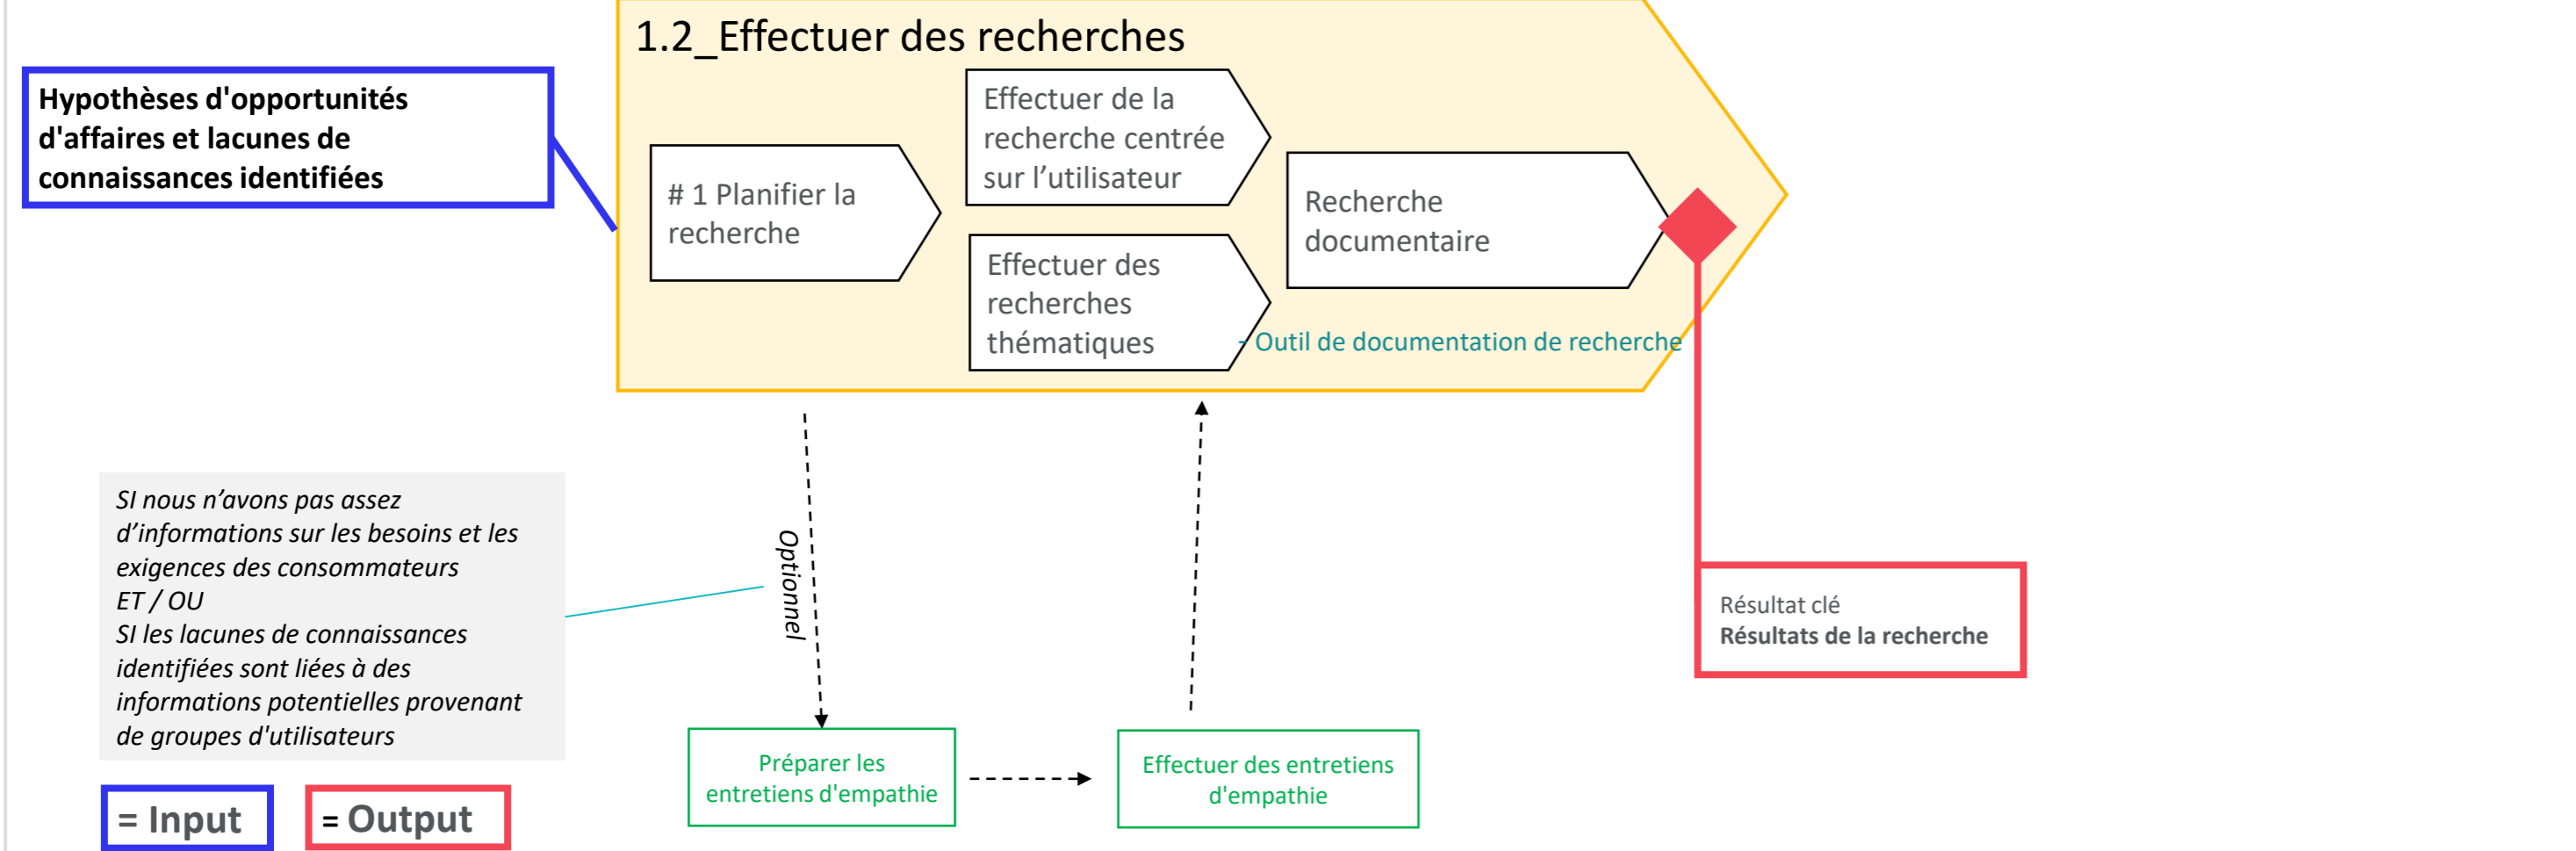 1.2_Effectuer des recherches
Hypothèses d'opportunités
d'affaires et lacunes de
connaissances identifiées
# 1 Planifier la
recherche
Effectuer de la
recherche centrée
sur l’utilisateur
Effectuer des
recherches
thématiques
Recherche
documentaire
- Outil de documentation de recherche
SI nous n’avons pas assez
d’informations sur les besoins et les
exigences des consommateurs
ET / OU
SI les lacunes de connaissances
identifiées sont liées à des
informations potentielles provenant
de groupes d'utilisateurs
Optionnel
Résultat clé
Résultats de la recherche
Préparer les
entretiens d'empathie
Effectuer des entretiens
d'empathie
= Input
= Output